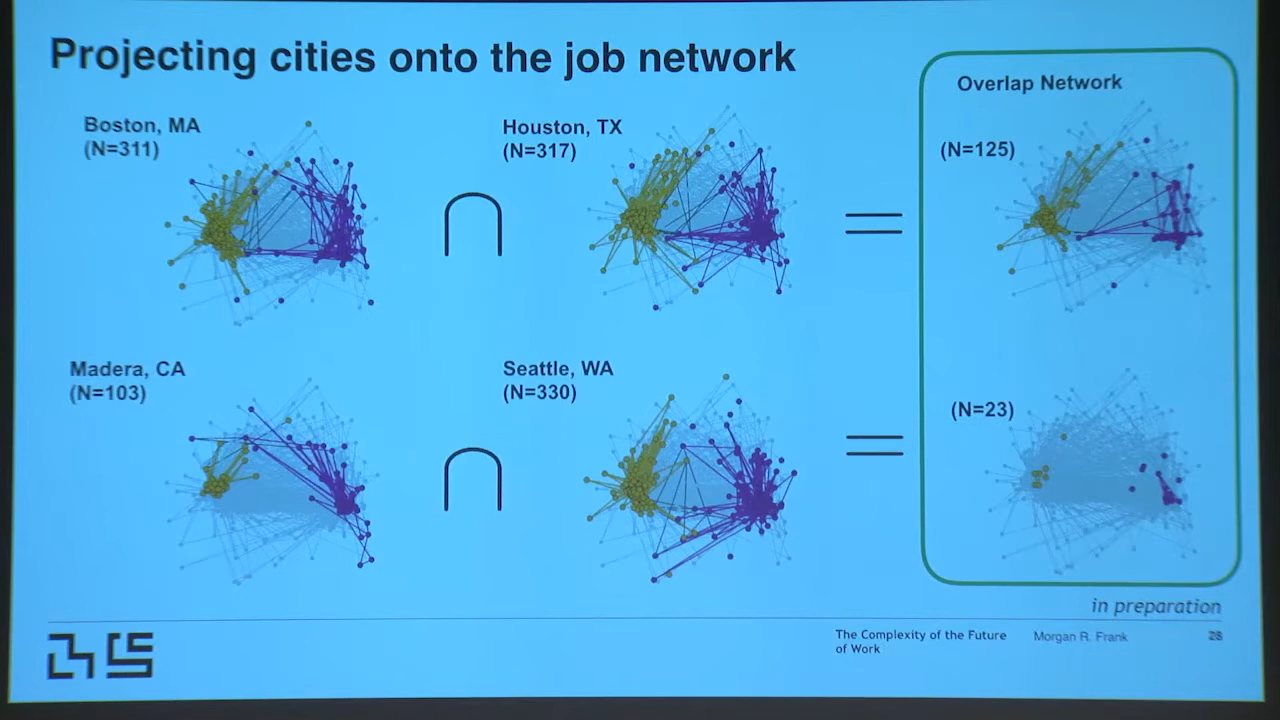 Projecting cities onto the job network
Overlap Network
Boston, MA
(N=311)
Houston, TX
(N=317)
(N=125)
Madera, CA
(N=103)
Seattle, WA
(N=330)
(N=23)
in preparation
The Complexity of the Future
of Work
Morgan R. Frank
28